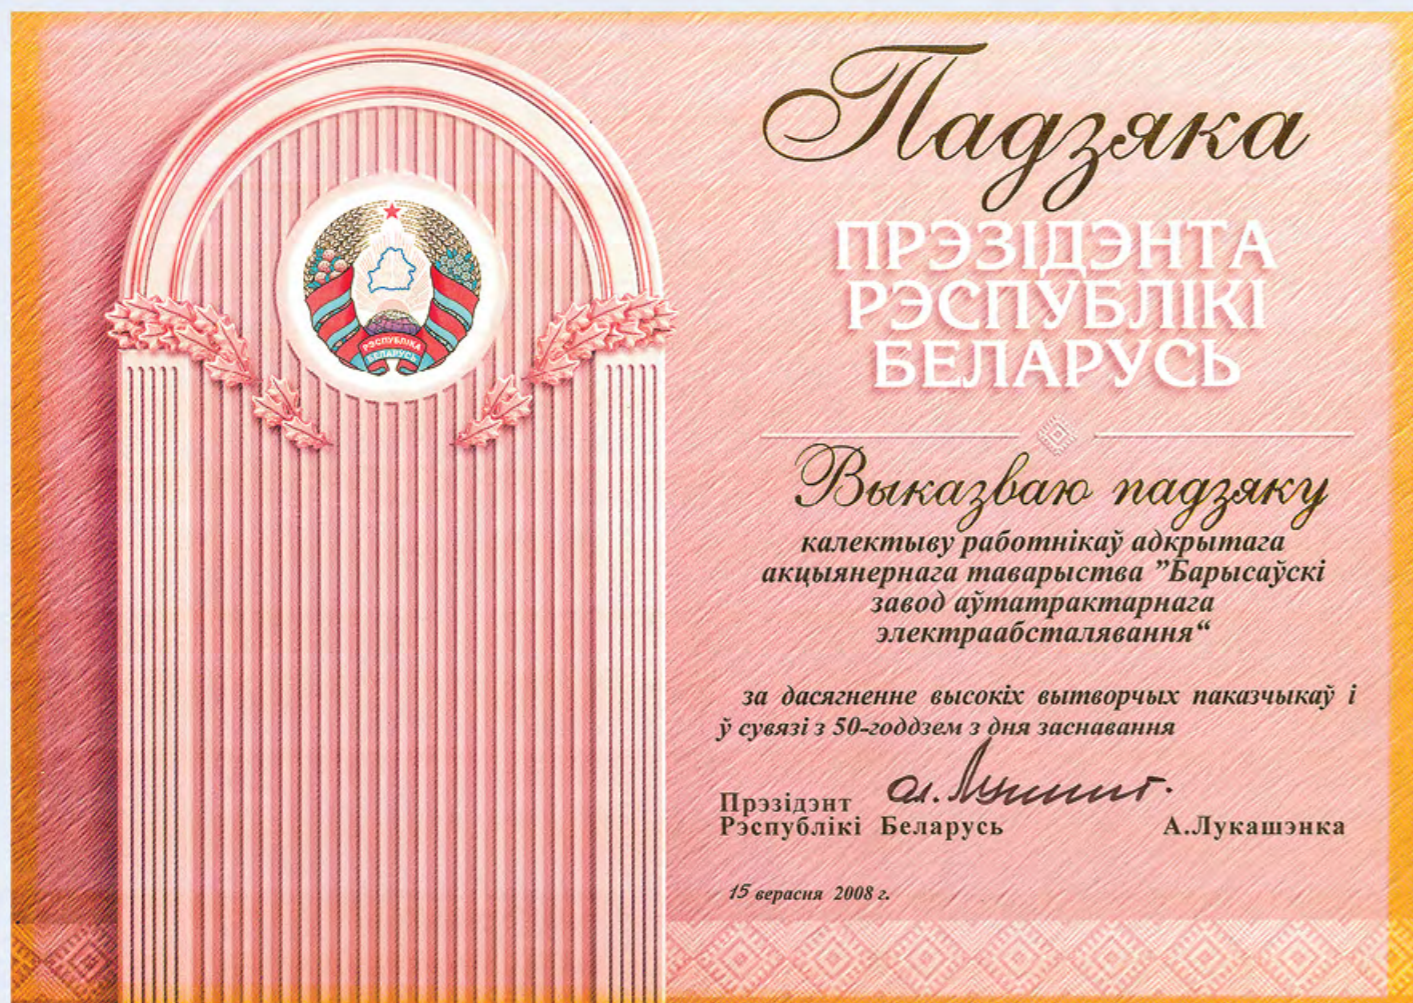 РЭСПУБЛІКА
БЕЛАРУСЬ
Падзяка
ПРЭЗІДЭНТА
РЭСПУБЛІКІ
БЕЛАРУСЬ
Выказваю падзяку
калектыву работнікаў адкрытага
акцыянернага таварыства ”Барысаўскі
завод аўтатрактарнага
электраабсталявання“
за дасягненне высокіх вытворчых паказчыкаў і
ў сувязі з 50-годдзем з дня заснавання
Прэзідэнт
Рэспублікі Беларусь А.Лукашэнка
15 верасня 2008 г.